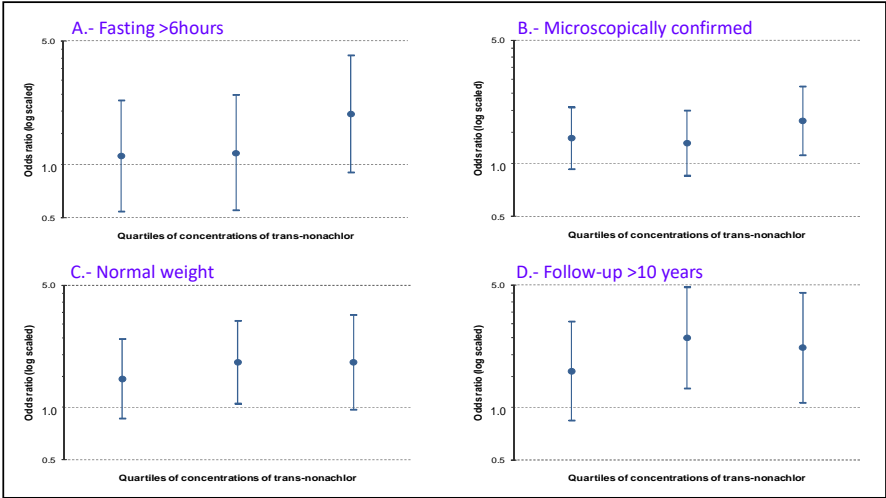 A.- Fasting >6hours
5.0
Odds ratio (log scaled)
1.0
0.5
Quartiles of concentrations of trans-nonachlor
B.- Microscopically confirmed
5.0
Odds ratio (log scaled)
1.0
0.5
Quartiles of concentrations of trans-nonachlor
C.- Normal weight
5.0
Odds ratio (log scaled)
1.0
0.5
Quartiles of concentrations of trans-nonachlor
D.- Follow-up >10 years
5.0
Odds ratio (log scaled)
1.0
0.5
Quartiles of concentrations of trans-nonachlor